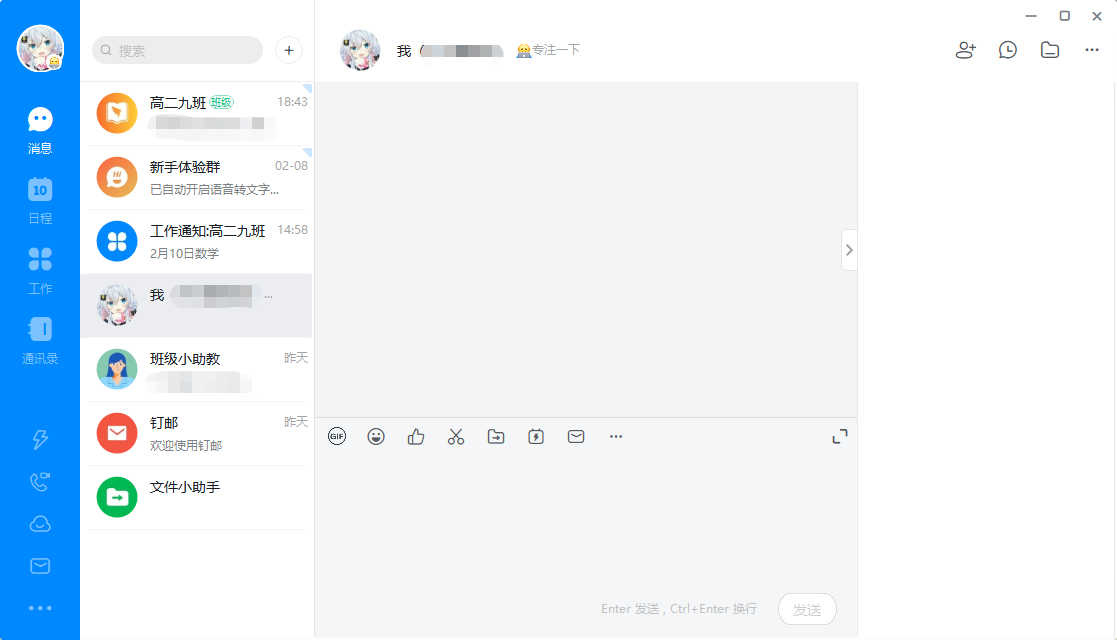 搜索
我
专注一下
消息
10
日程
工作
通讯录
高二九班 班级 18:43
新手体验群 02-08
已自动开启语音转文字...
工作通知:高二九班 14:58
2月10日数学
我 ...
班级小助教 昨天
钉邮 昨天
欢迎使用钉邮
文件小助手
HI
GIF
Enter 发送 , Ctrl+Enter 换行
发送